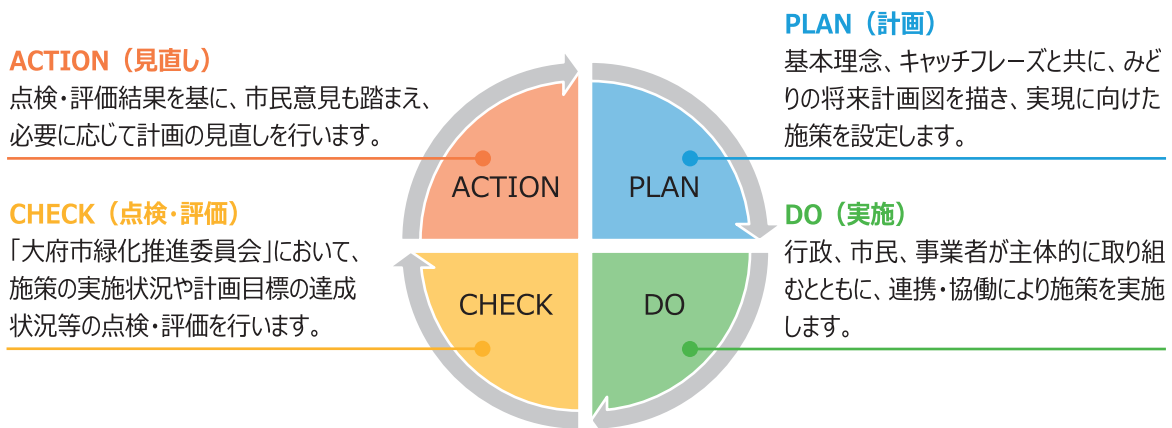 PLAN（計画）
基本理念、キャッチフレーズと共に、みど
りの将来計画図を描き、実現に向けた
施策を設定します。
ACTION（見直し）
点検・評価結果を基に、市民意見も踏まえ、
必要に応じて計画の見直しを行います。
ACTION
PLAN
CHECK（点検・評価）
「大府市緑化推進委員会」において、
施策の実施状況や計画目標の達成
状況等の点検・評価を行います。
DO（実施）
行政、市民、事業者が主体的に取り組
むとともに、連携・協働により施策を実施
します。
CHECK
DO